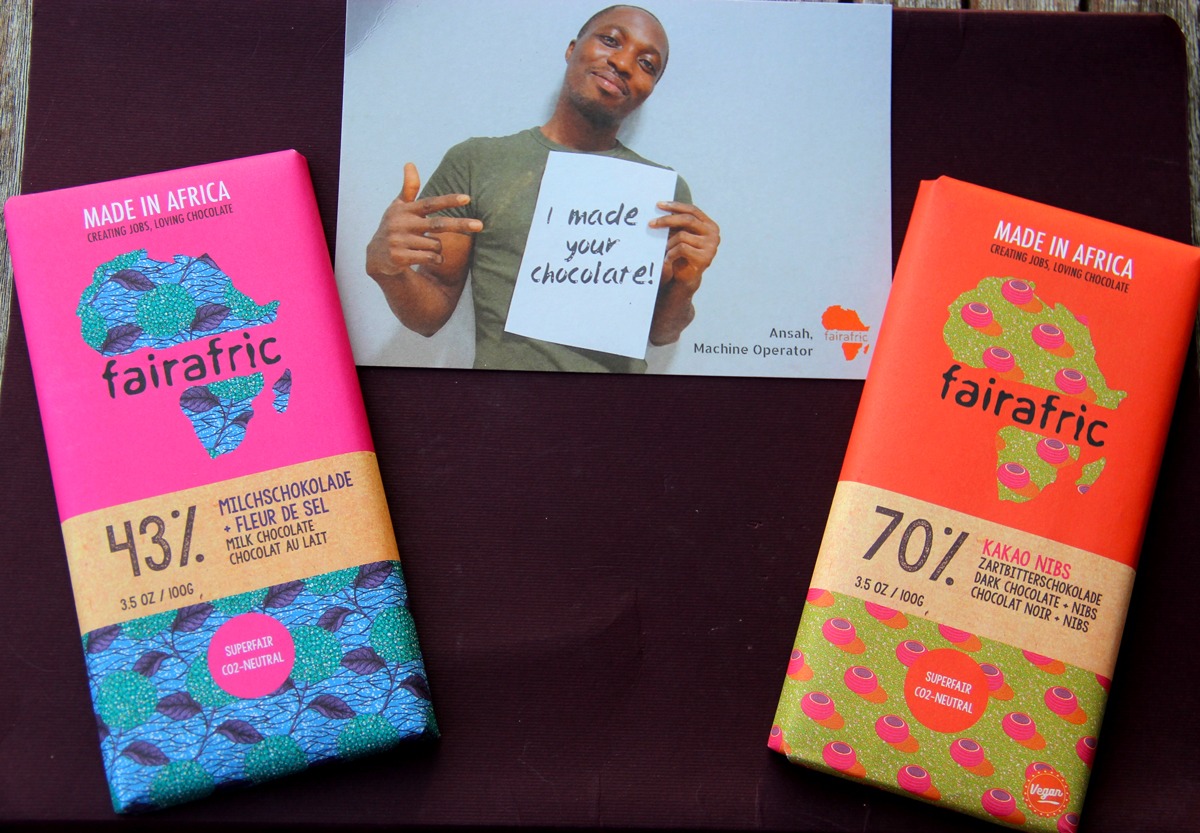 MADE IN AFRICA
CREATING JOBS, LOVING CHOCOLATE
fairafric
43%
MILCHSCHOKOLADE
+ FLEUR DE SEL
MILK CHOCOLATE
CHOCOLAT AU LAIT
3.5 OZ / 100G
SUPERFAIR
CO2-NEUTRAL
I made
your
chocolate!
Ansah,
Machine Operator
fairafric
MADE IN AFRICA
CREATING JOBS, LOVING CHOCOLATE
fairafric
70%
KAKAO NIBS
ZARTBITTERSCHOKOLADE
DARK CHOCOLATE + NIBS
CHOCOLAT NOIR + NIBS
3.5 OZ / 100G
SUPERFAIR
CO2-NEUTRAL
Vegan